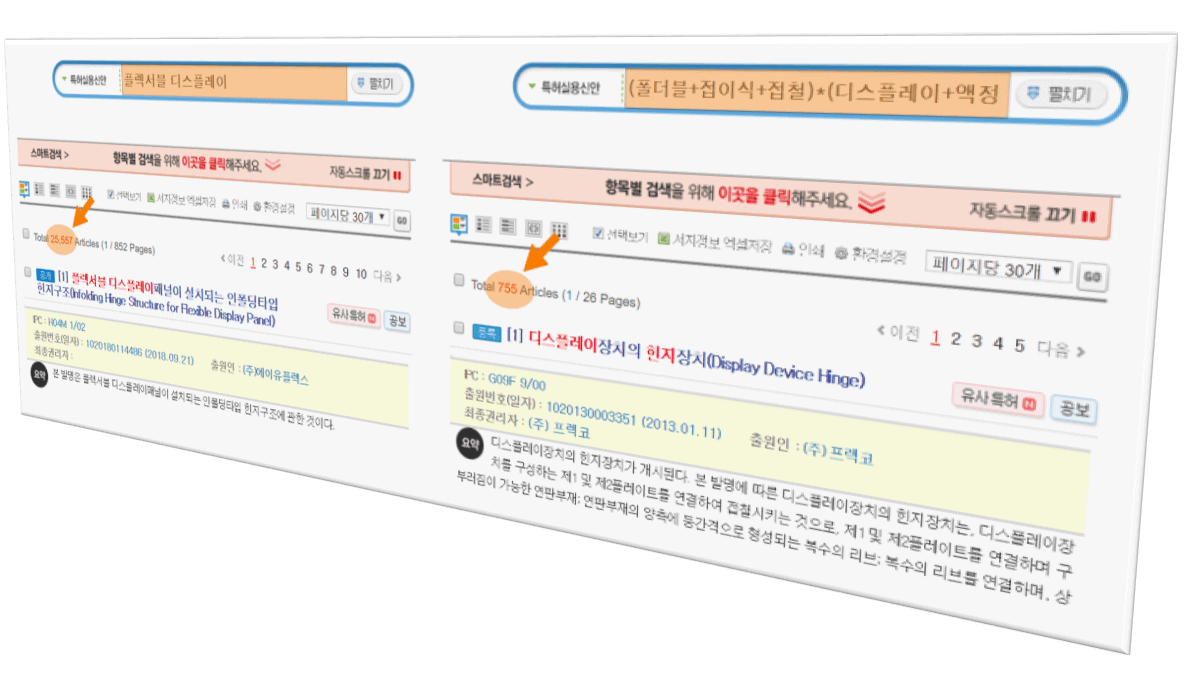 특허실용신안
플렉서블 디스플레이
펼치기
스마트검색 >
항목별 검색을 위해 이곳을 클릭해주세요.
자동스크롤 끄기
선택보기 서지정보 엑셀저장 인쇄 환경설정 페이지당 30개 GO
Total 25,557 Articles (1 / 852 Pages)
이전 1 2 3 4 5 6 7 8 9 10 다음
공개 [1] 플렉서블 디스플레이패널이 설치되는 인폴딩타입
힌지구조(Infolding Hinge Structure for Flexible Display Panel)
유사특허 N 공보
IPC : H04M 1/02
출원번호(일자) : 1020180114486 (2018.09.21) 출원인 : (주)에이유플렉스
최종권리자 :
요약 본 발명은 플렉서블 디스플레이패널이 설치되는 인폴딩타입 힌지구조에 관한 것이다.
특허실용신안
(폴더블+접이식+접철)*(디스플레이+액정
펼치기
스마트검색 >
항목별 검색을 위해 이곳을 클릭해주세요.
자동스크롤 끄기
선택보기 서지정보 엑셀저장 인쇄 환경설정 페이지당 30개 GO
Total 755 Articles (1 / 26 Pages)
이전 1 2 3 4 5 다음
등록 [1] 디스플레이장치의 힌지장치(Display Device Hinge)
유사특허 N 공보
IPC : G09F 9/00
출원번호(일자) : 1020130003351 (2013.01.11) 출원인 : (주) 프렉코
최종권리자 : (주) 프렉코
요약 디스플레이장치의 힌지장치가 개시된다. 본 발명에 따른 디스플레이장치의 힌지장치는, 디스플레이장
치를 구성하는 제1 및 제2플레이트를 연결하여 접철시키는 것으로, 제1 및 제2플레이트를 연결하며 구
부러짐이 가능한 연판부재; 연판부재의 양측에 등간격으로 형성되는 복수의 리브; 복수의 리브를 연결하며, 상